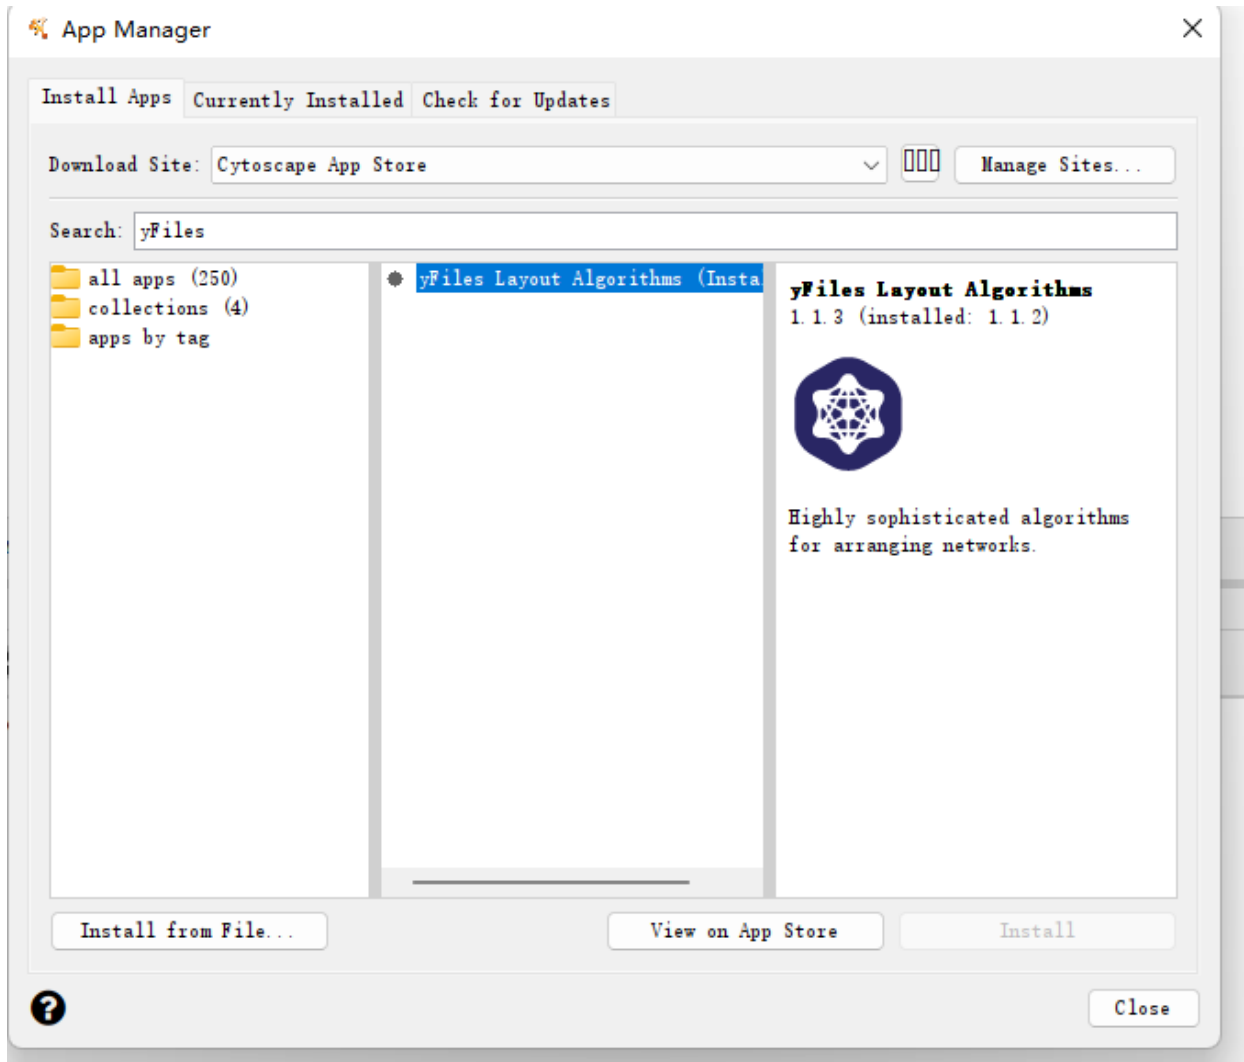 App Manager
Install Apps Currently Installed Check for Updates
Download Site: Cytoscape App Store Manage Sites...
Search: yFiles
all apps (250)
collections (4)
apps by tag
yFiles Layout Algorithms (Insta
yFiles Layout Algorithms
1.1.3 (installed: 1.1.2)
Highly sophisticated algorithms
for arranging networks.
Install from File... View on App Store Install
? Close